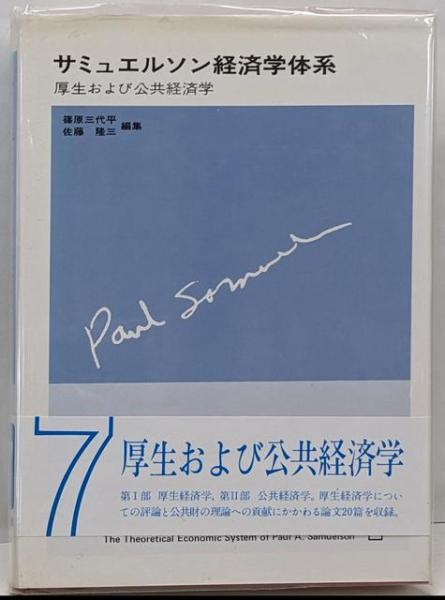 サミュエルソン経済学体系
厚生および公共経済学
篠原三代平
佐藤 隆三 編集
Paul Samuelson
7
厚生および公共経済学
第Ⅰ部 厚生経済学, 第Ⅱ部 公共経済学。厚生経済学につい
ての評論と公共財の理論への貢献にかかわる論文20篇を収録。
The Theoretical Economic System of Paul A. Samuelson